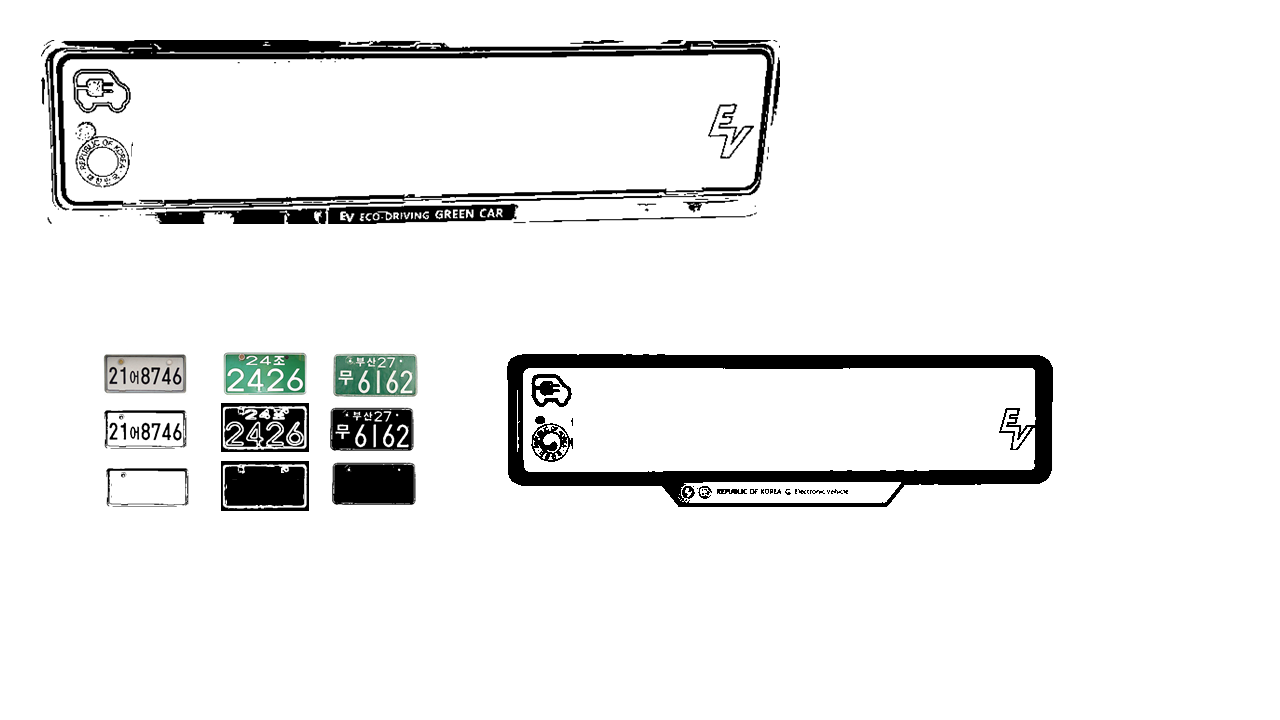 REPUBLIC OF KOREA
EV
EV ECO-DRIVING GREEN CAR
21어8746
24조
2426
부산27
무6162
21어8746
24조
2426
부산27
무6162
EV
REPUBLIC OF KOREA
Electronic Vehicle